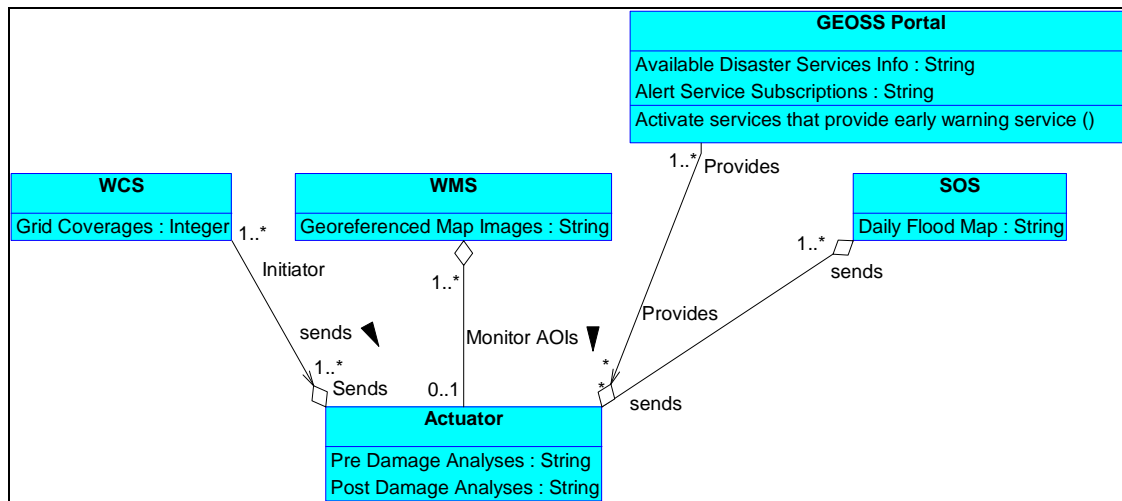 GEOSS Portal
Available Disaster Services Info : String
Alert Service Subscriptions : String
Activate services that provide early warning service ()
1..*
Provides
WCS
Grid Coverages : Integer
WMS
Georeferenced Map Images : String
SOS
Daily Flood Map : String
1..*
Initiator
1..*
1..*
sends
sends
Monitor AOIs
Provides
1..*
Sends
0..1
*
*
sends
Actuator
Pre Damage Analyses : String
Post Damage Analyses : String